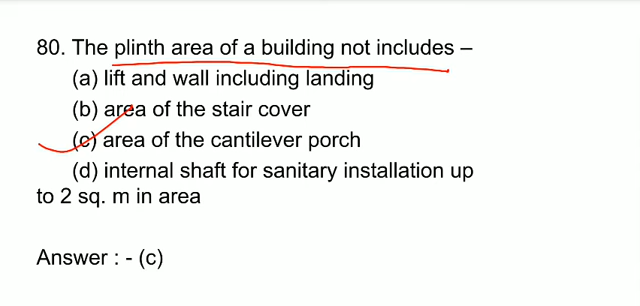 80. The plinth area of a building not includes –
(a) lift and wall including landing
(b) area of the stair cover
(c) area of the cantilever porch
(d) internal shaft for sanitary installation up
to 2 sq. m in area
Answer : - (c)